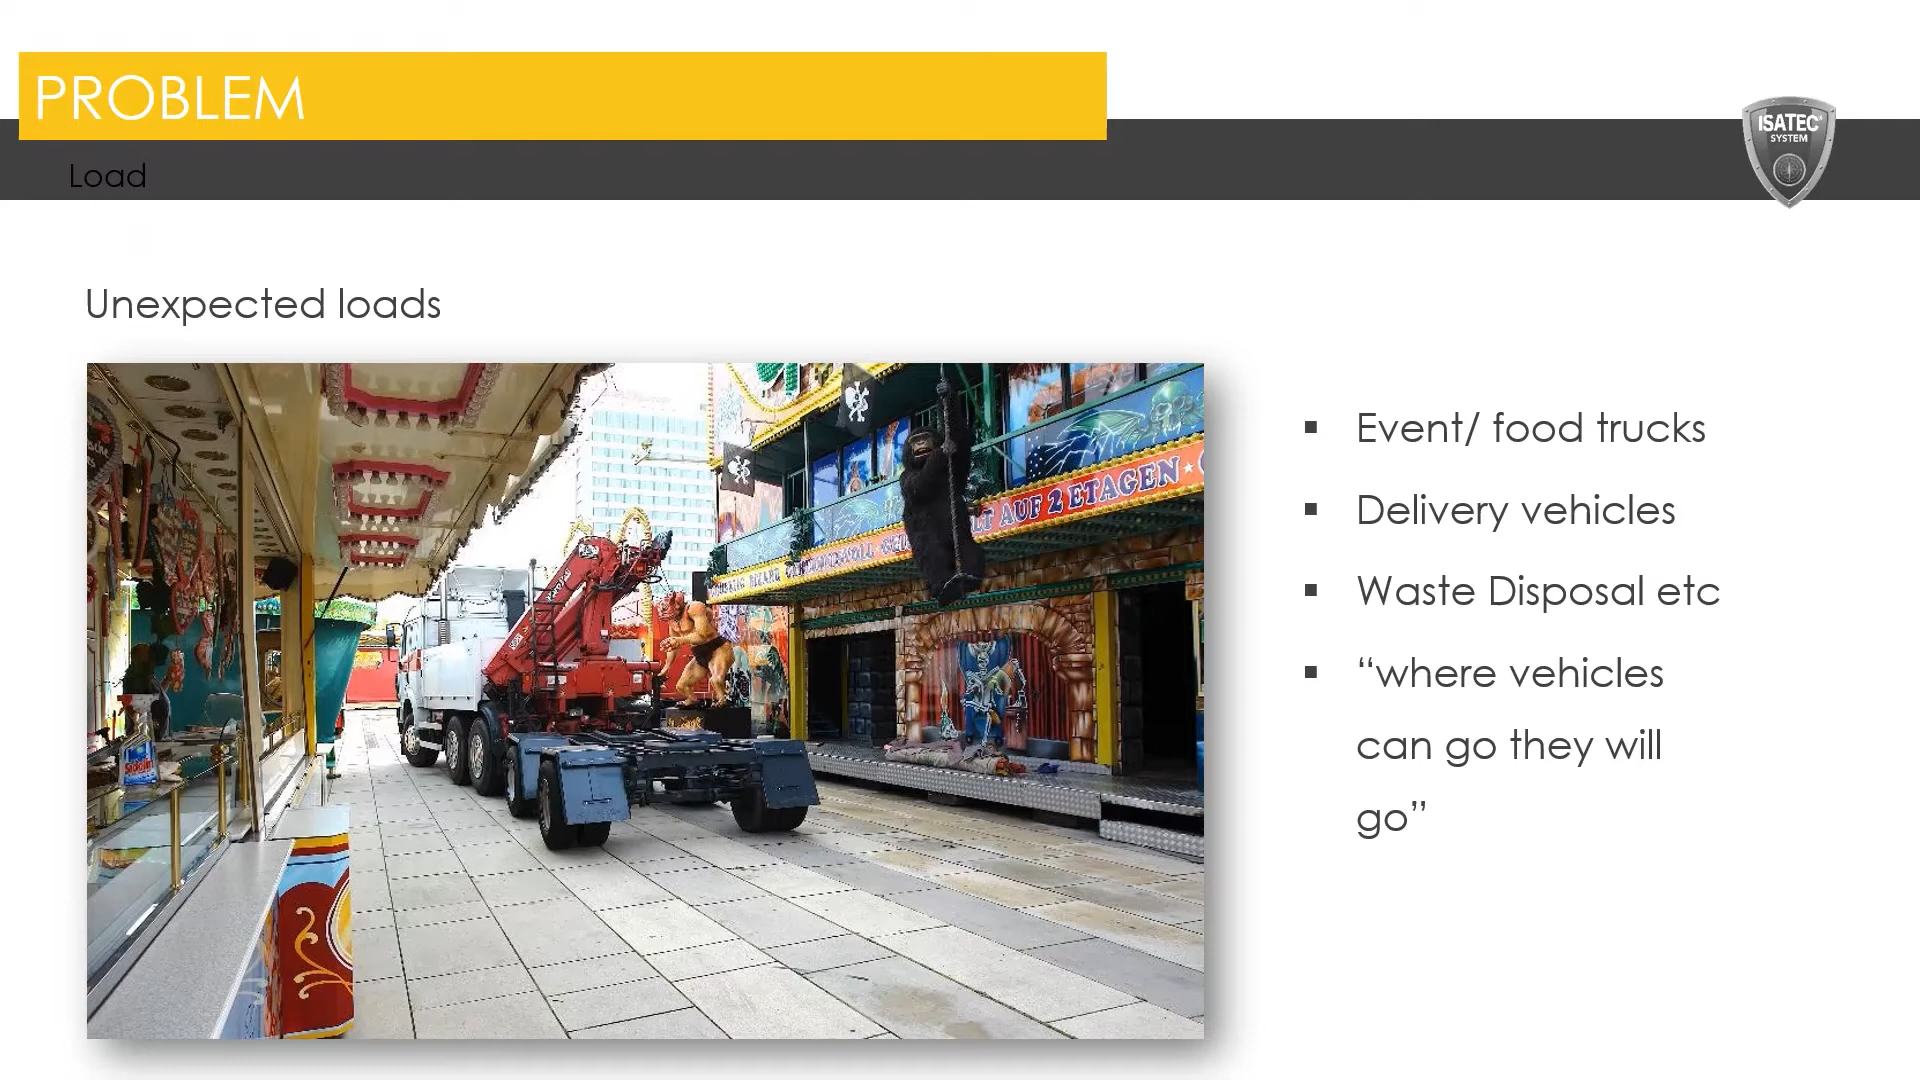 PROBLEM
ISATEC®
SYSTEM
Load
Unexpected loads
▪ Event/ food trucks
▪ Delivery vehicles
▪ Waste Disposal etc
▪ “where vehicles
can go they will
go”
AUF 2 ETAGEN